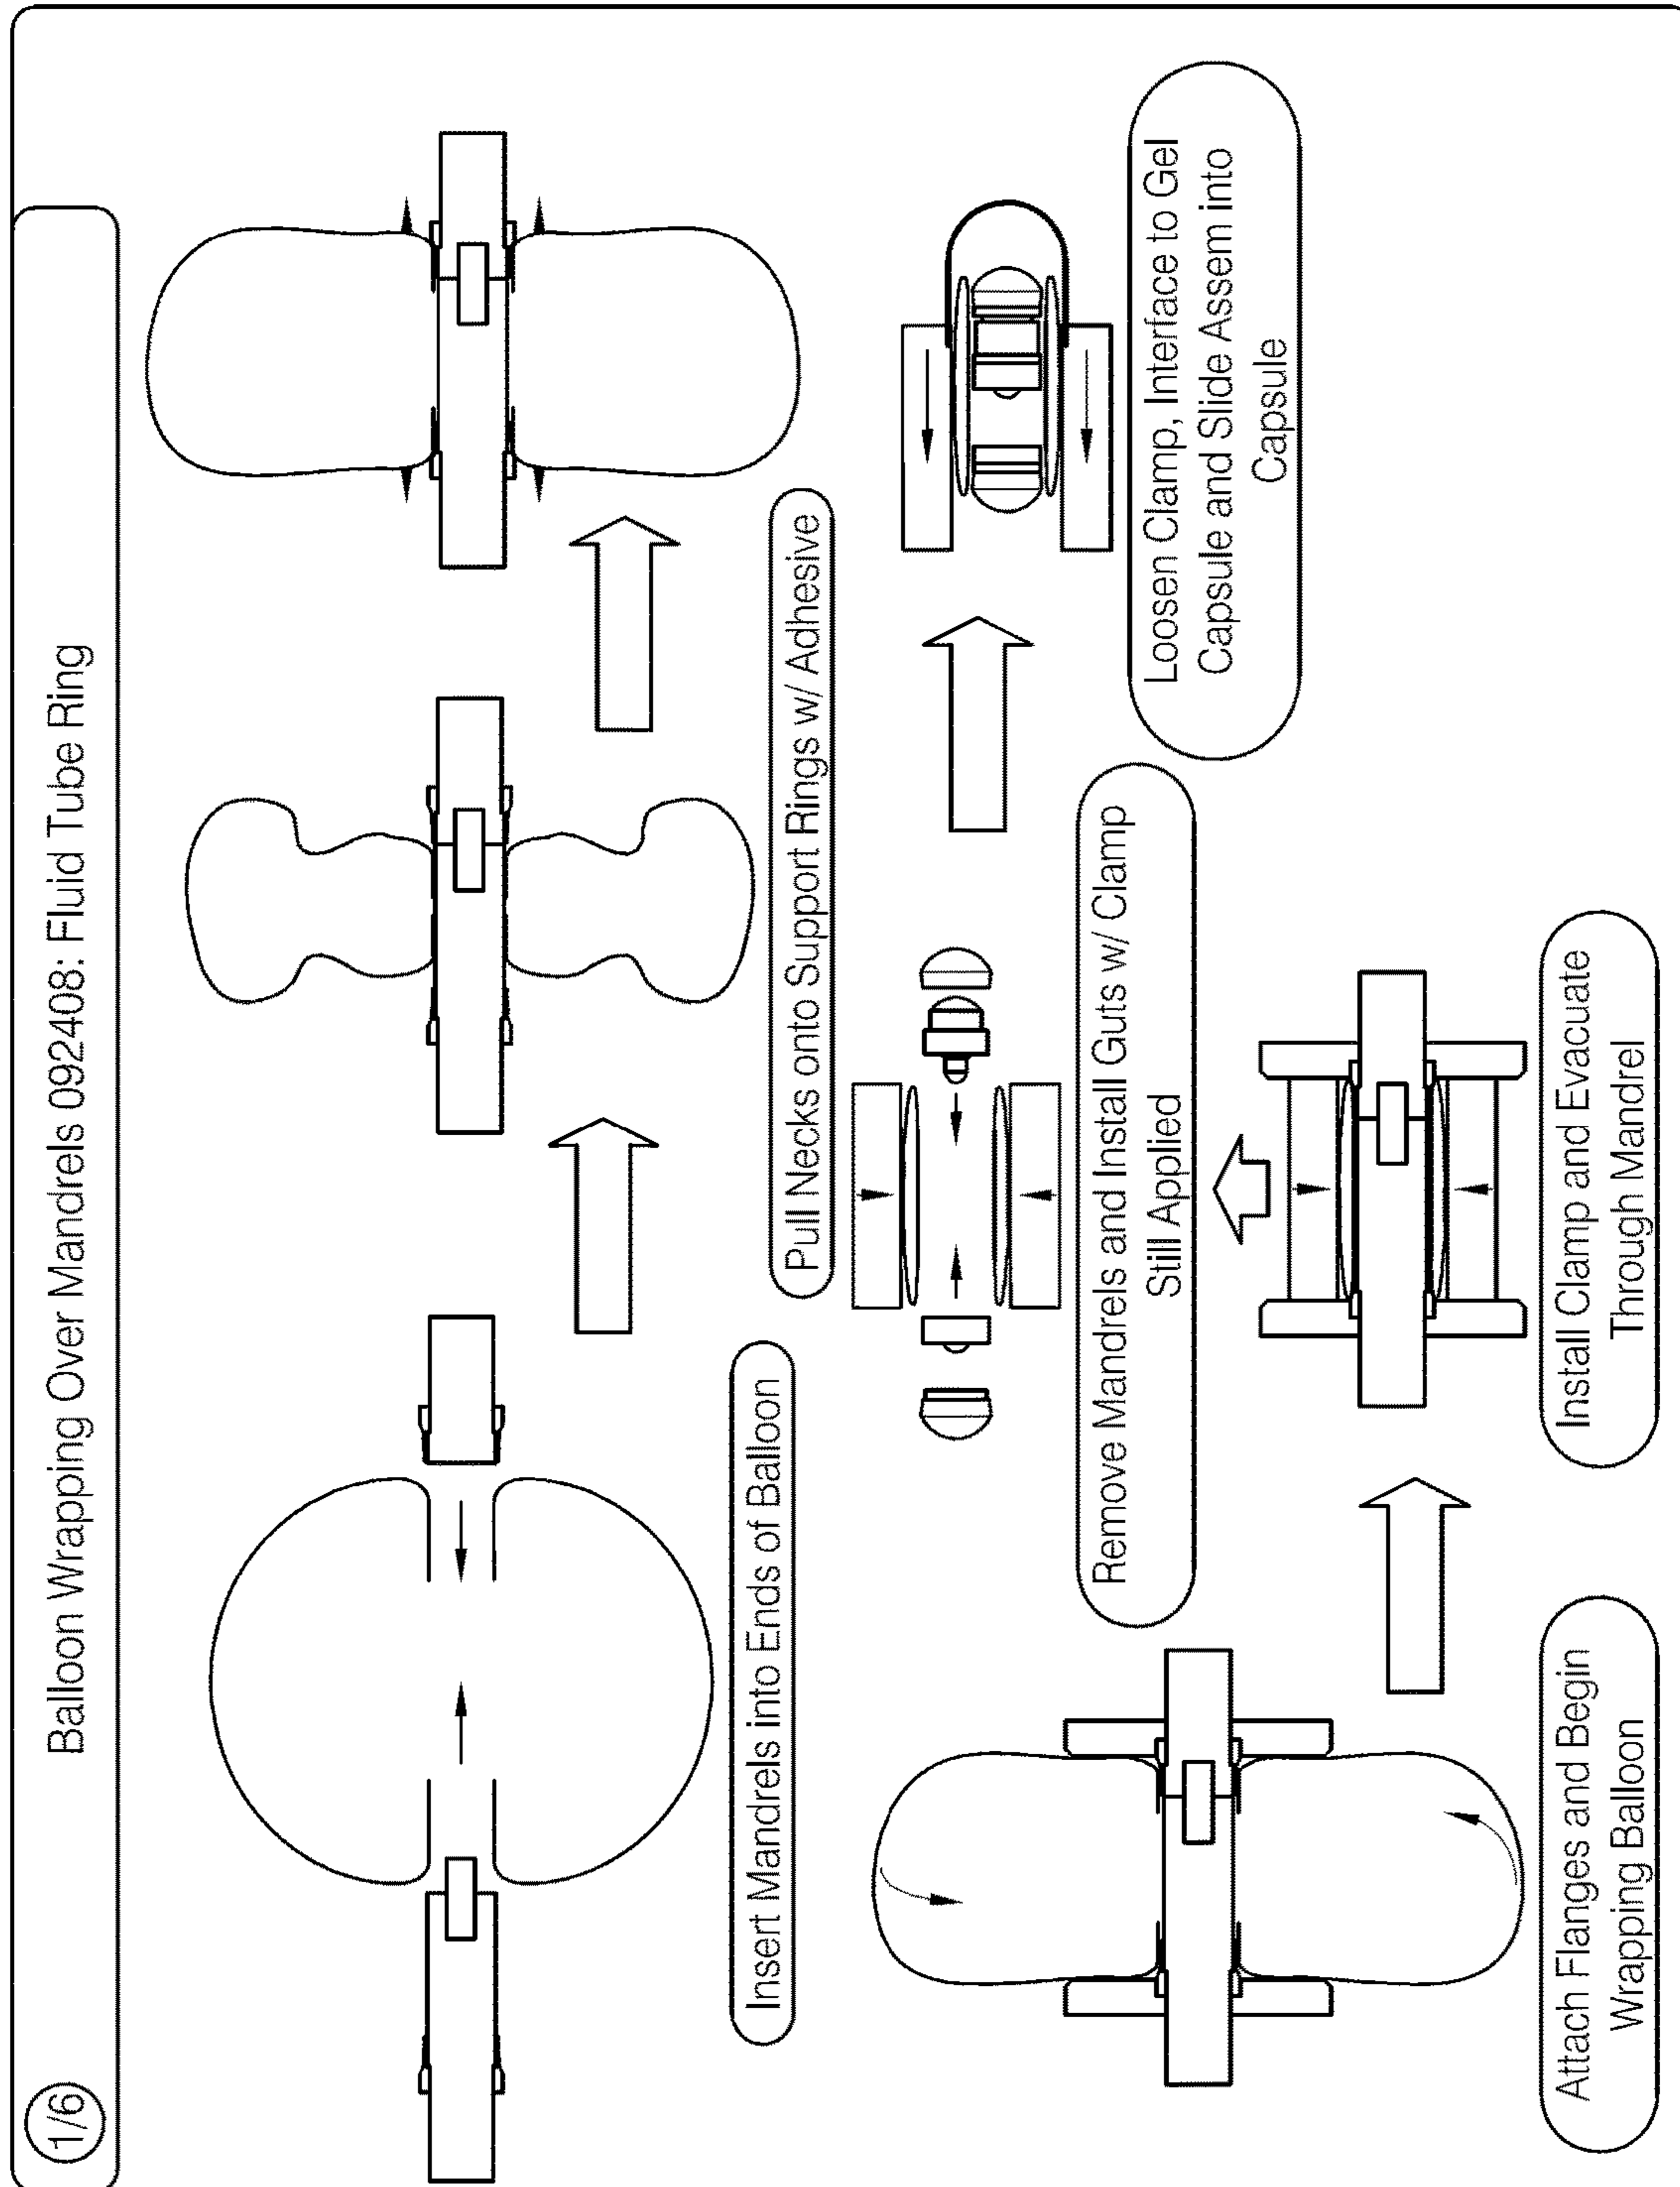 1/6
Balloon Wrapping Over Mandrels 092408: Fluid Tube Ring
Insert Mandrels into Ends of Balloon
Pull Necks onto Support Rings w/ Adhesive
Attach Flanges and Begin
Wrapping Balloon
Install Clamp and Evacuate
Through Mandrel
Remove Mandrels and Install Guts w/ Clamp
Still Applied
Loosen Clamp, Interface to Gel
Capsule and Slide Assem into
Capsule